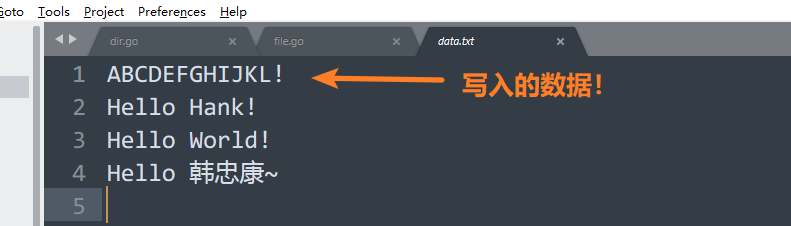 Goto Tools Project Preferences Help
dir.go × file.go × data.txt ×
1 ABCDEFGHIJKL!
写入的数据！
2 Hello Hank!
3 Hello World!
4 Hello 韩忠康~
5